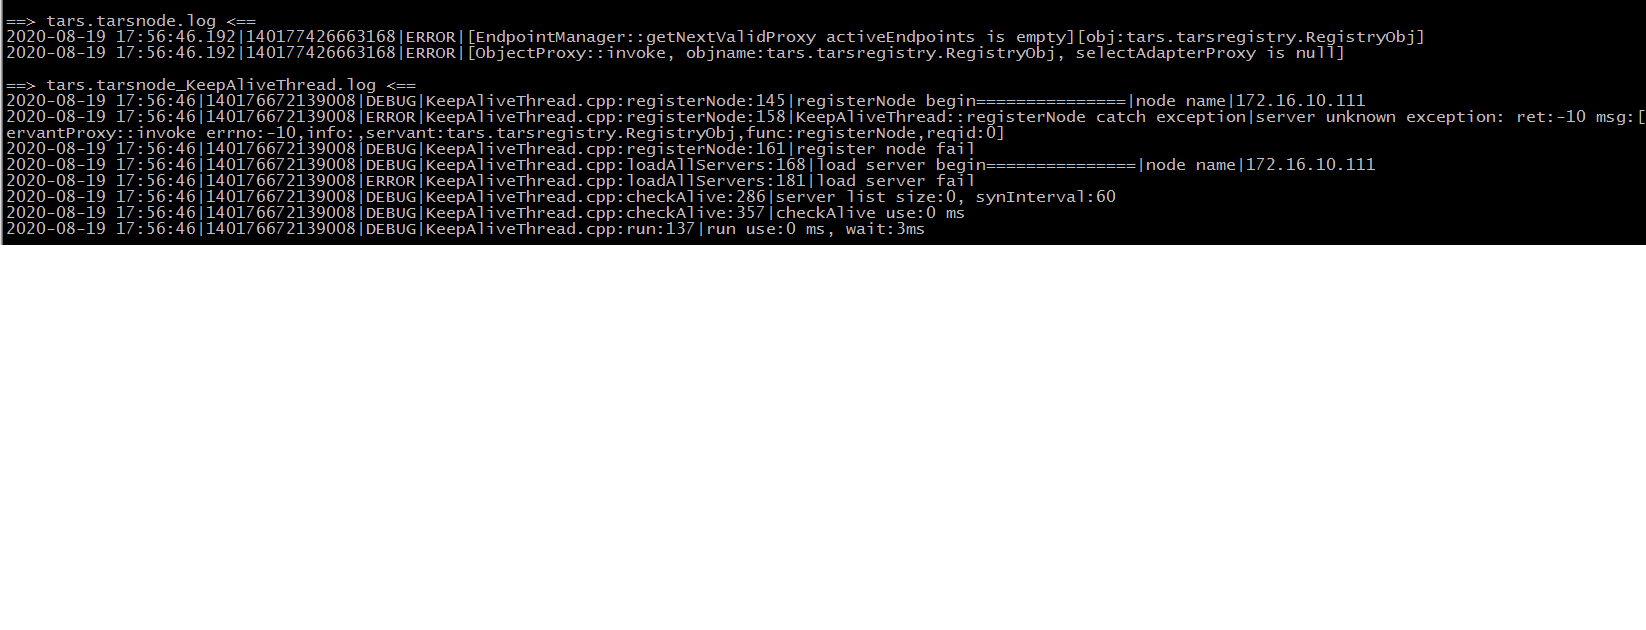 ==> tars.tarsnode.log <==
2020-08-19 17:56:46.192|140177426663168|ERROR|[EndpointManager::getNextValidProxy activeEndpoints is empty][obj:tars.tarsregistry.RegistryObj]
2020-08-19 17:56:46.192|140177426663168|ERROR|[ObjectProxy::invoke, objname:tars.tarsregistry.RegistryObj, selectAdapterProxy is null]
==> tars.tarsnode_KeepAliveThread.log <==
2020-08-19 17:56:46|140176672139008|DEBUG|KeepAliveThread.cpp:registerNode:145|registerNode begin===============|node name|172.16.10.111
2020-08-19 17:56:46|140176672139008|ERROR|KeepAliveThread.cpp:registerNode:158|KeepAliveThread::registerNode catch exception|server unknown exception: ret:-10 msg:[
ervantProxy::invoke errno:-10,info:,servant:tars.tarsregistry.RegistryObj,func:registerNode,reqid:0]
2020-08-19 17:56:46|140176672139008|DEBUG|KeepAliveThread.cpp:registerNode:161|register node fail
2020-08-19 17:56:46|140176672139008|DEBUG|KeepAliveThread.cpp:loadAllServers:168|load server begin===============|node name|172.16.10.111
2020-08-19 17:56:46|140176672139008|ERROR|KeepAliveThread.cpp:loadAllServers:181|load server fail
2020-08-19 17:56:46|140176672139008|DEBUG|KeepAliveThread.cpp:checkAlive:286|server list size:0, synInterval:60
2020-08-19 17:56:46|140176672139008|DEBUG|KeepAliveThread.cpp:checkAlive:357|checkAlive use:0 ms
2020-08-19 17:56:46|140176672139008|DEBUG|KeepAliveThread.cpp:run:137|run use:0 ms, wait:3ms